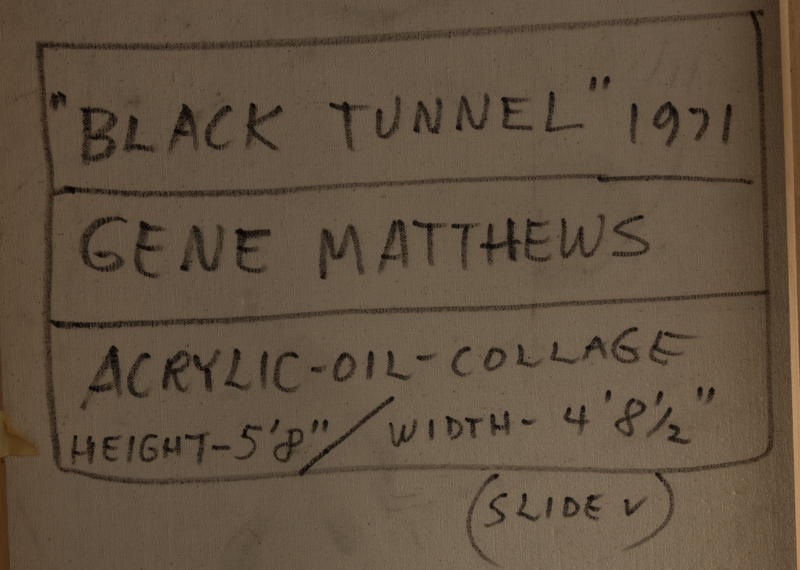 "BLACK TUNNEL" 1971
GENE MATTHEWS
ACRYLIC-OIL-COLLAGE
HEIGHT-5'8" / WIDTH- 4'8½"
(SLIDE ✓)